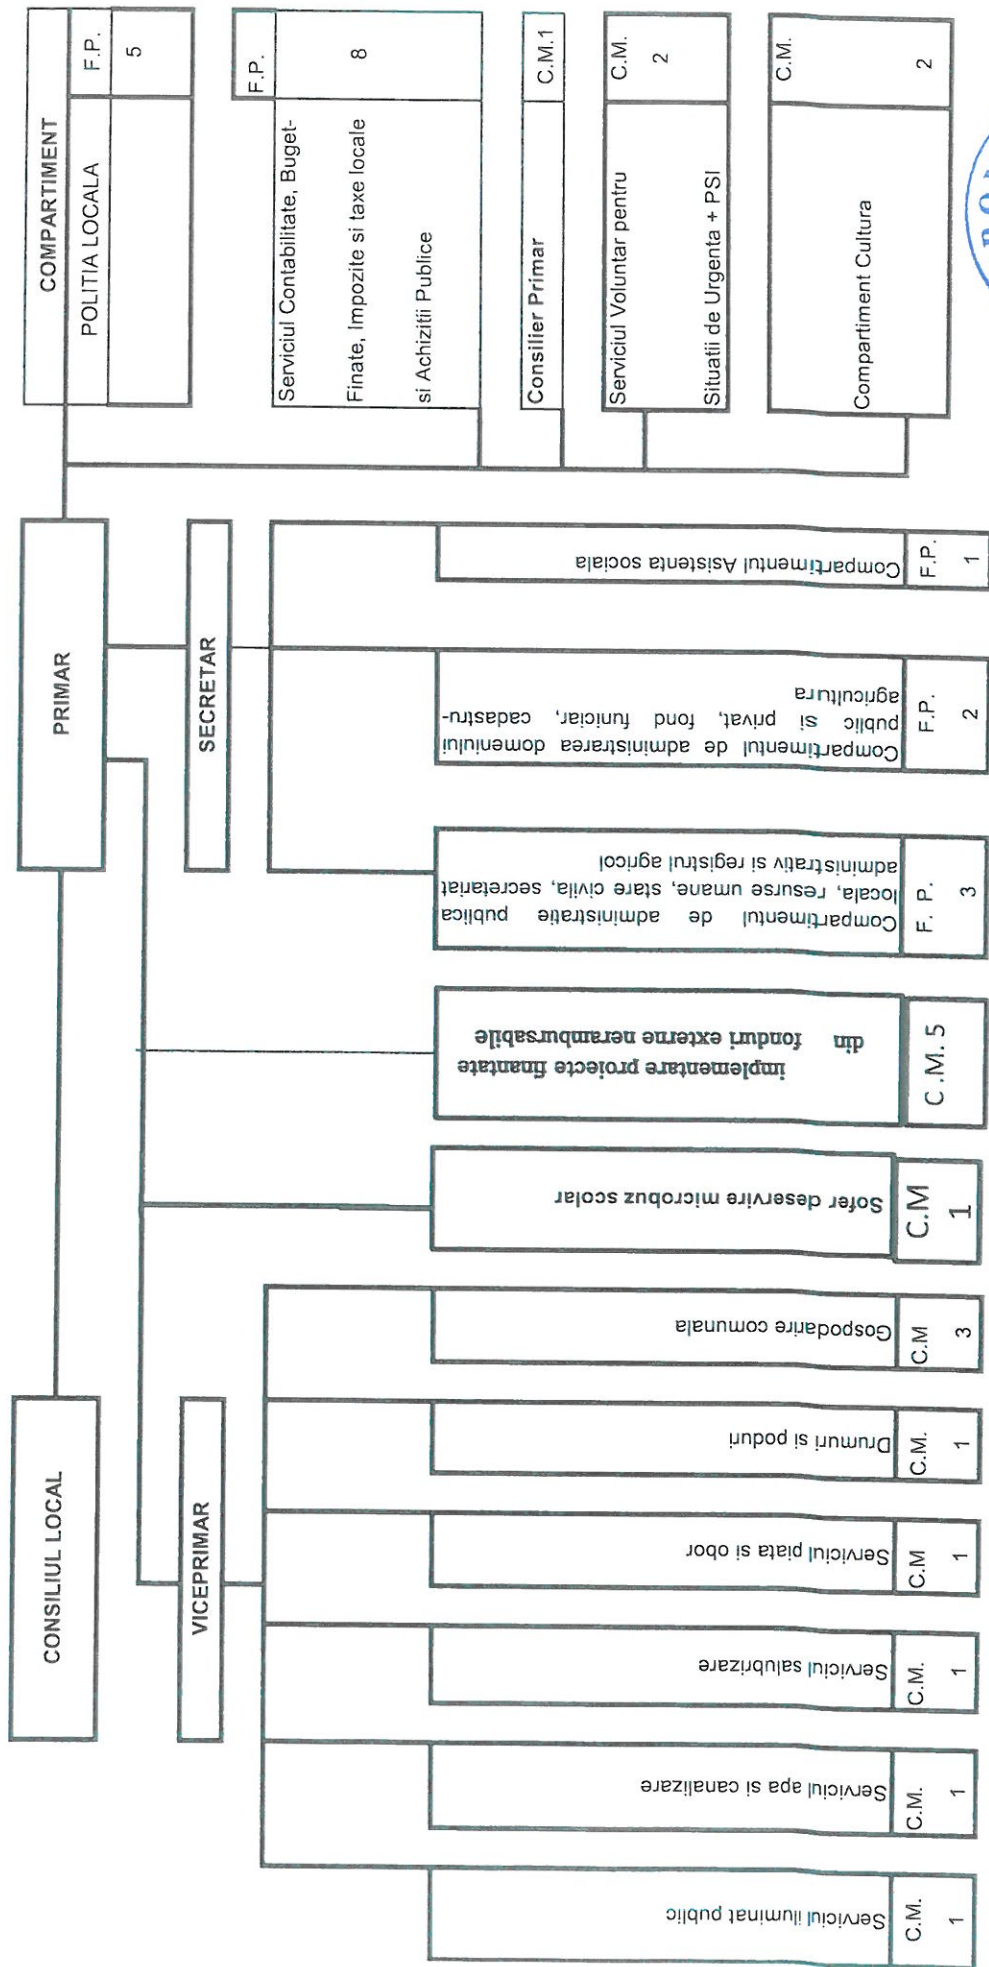 CONSILIUL LOCAL
PRIMAR
COMPARTIMENT
POLITIA LOCALA
F.P.
5
F.P.
Serviciul Contabilitate, Buget-
Finate, Impozite si taxe locale
8
si Achizitii Publice
Consilier Primar
C.M.1
Serviciul Voluntar pentru
C.M.
2
Situatii de Urgenta + PSI
C.M.
Compartiment Cultura
2
VICEPRIMAR
SECRETAR
Serviciul iluminat public
C.M.
1
Serviciul apa si canalizare
C.M.
1
Serviciul salubrizare
C.M.
1
Serviciul piata si obor
C.M
1
Drumuri si poduri
C.M.
1
Gospodarire comunala
C.M
3
Sofer deservire microbuz scolar
C.M
1
implementare proiecte finantate
din fonduri externe nerambursabile
C .M. 5
Compartimentul de administratie publica
locala, resurse umane, stare civila, secretariat
administrativ si registrul agricol
F. P.
3
Compartimentul de administrarea domeniului
public si privat, fond funiciar, cadastru-
agricultura
F.P.
2
Compartimentul Asistenta sociala
F.P.
1